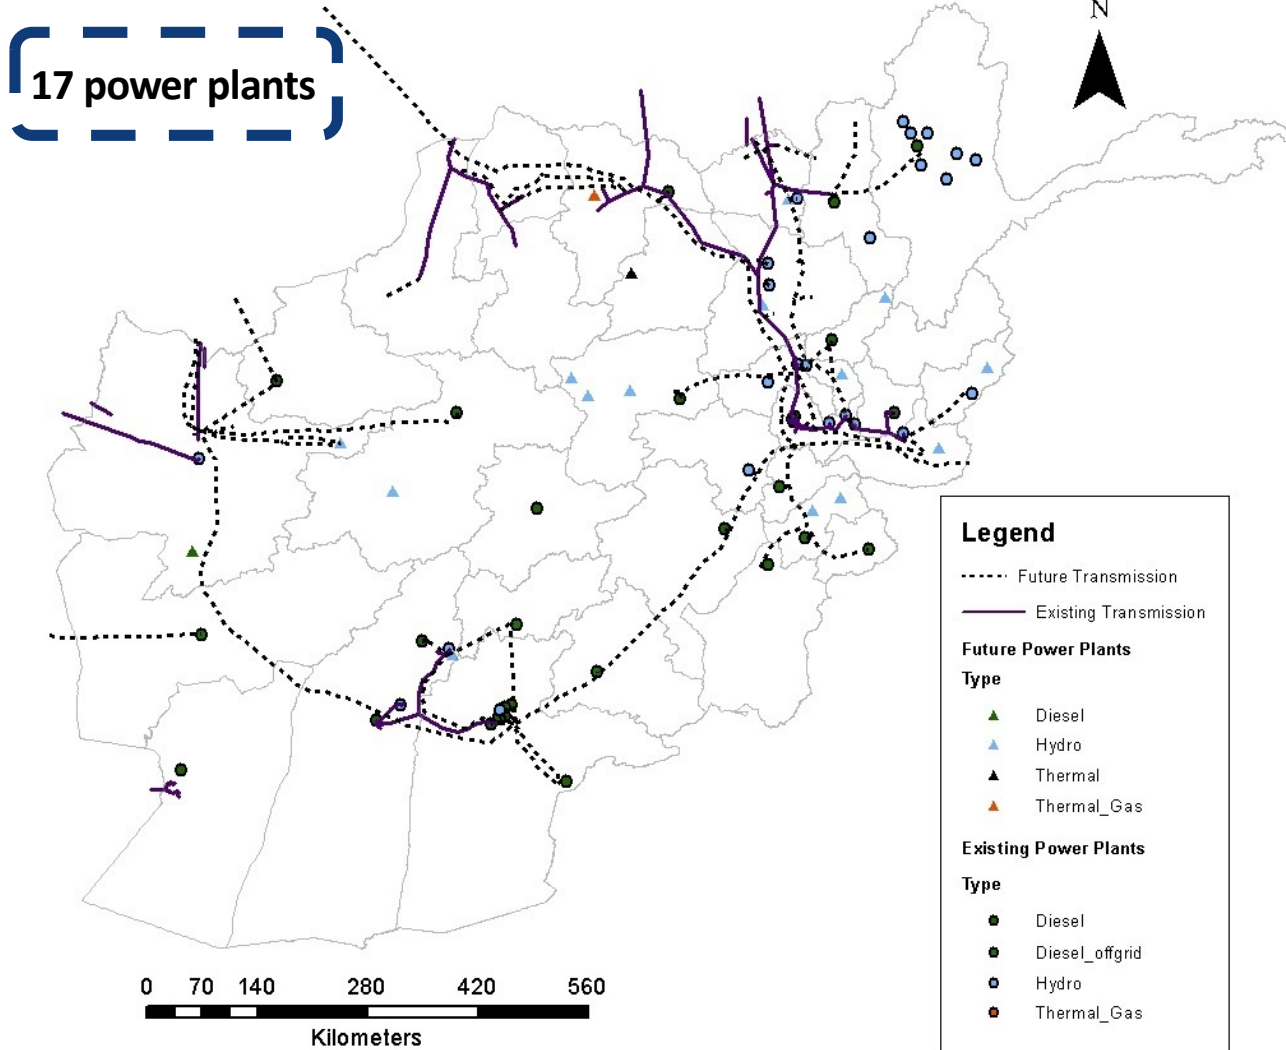 17 power plants
N
Legend
Future Transmission
Existing Transmission
Future Power Plants
Type
Diesel
Hydro
Thermal
Thermal_Gas
Existing Power Plants
Type
Diesel
Diesel_offgrid
Hydro
Thermal_Gas
0 70 140 280 420 560
Kilometers